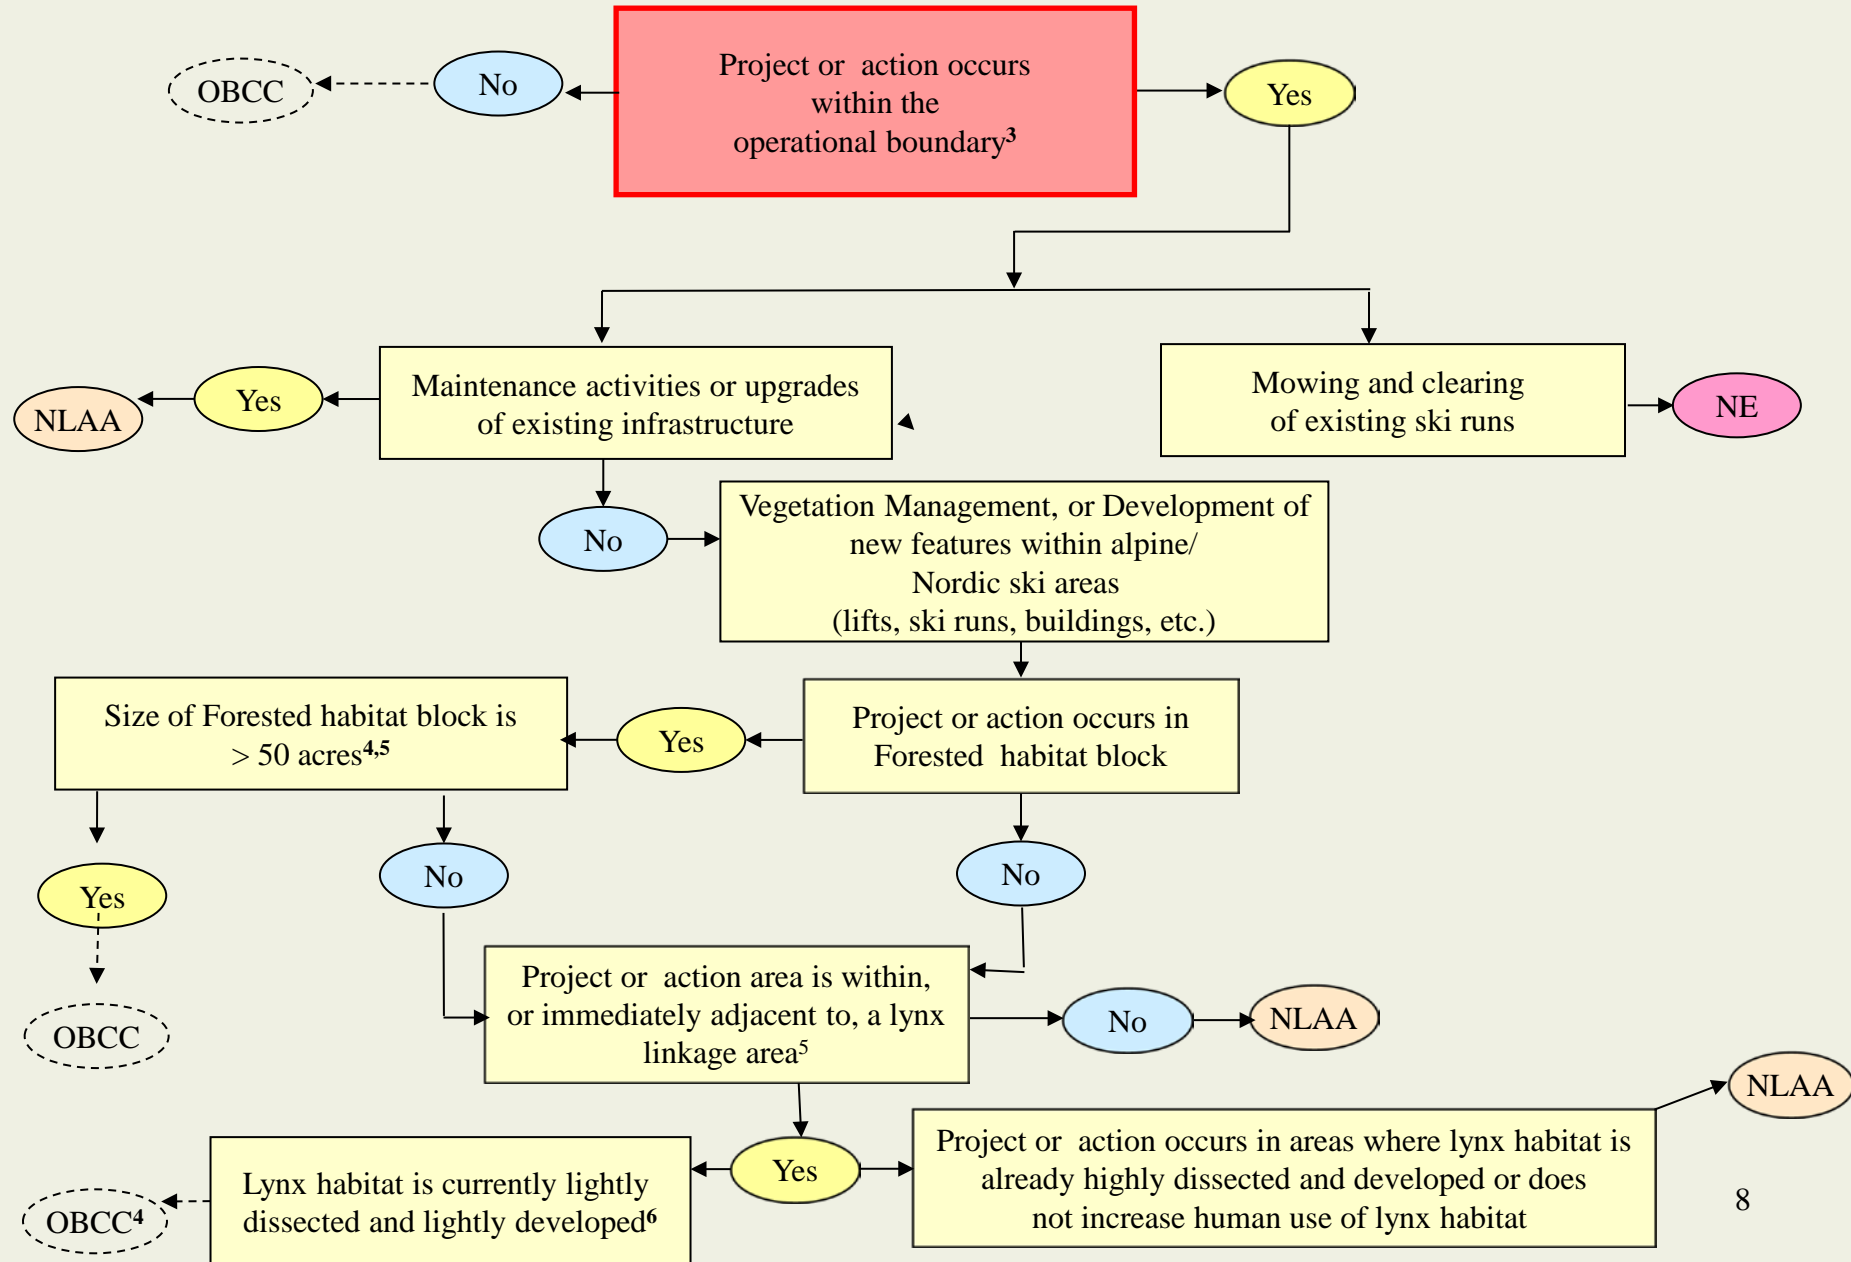 Project or action occurs
within the
operational boundary3
OBCC
No
Yes
Maintenance activities or upgrades
of existing infrastructure
Yes
NLAA
Mowing and clearing
of existing ski runs
NE
No
Vegetation Management, or Development of
new features within alpine/
Nordic ski areas
(lifts, ski runs, buildings, etc.)
Size of Forested habitat block is
> 50 acres4,5
Yes
Project or action occurs in
Forested habitat block
Yes
No
No
OBCC
Project or action area is within,
or immediately adjacent to, a lynx
linkage area5
No
NLAA
NLAA
Yes
Lynx habitat is currently lightly
dissected and lightly developed6
OBCC4
Project or action occurs in areas where lynx habitat is
already highly dissected and developed or does
not increase human use of lynx habitat
8